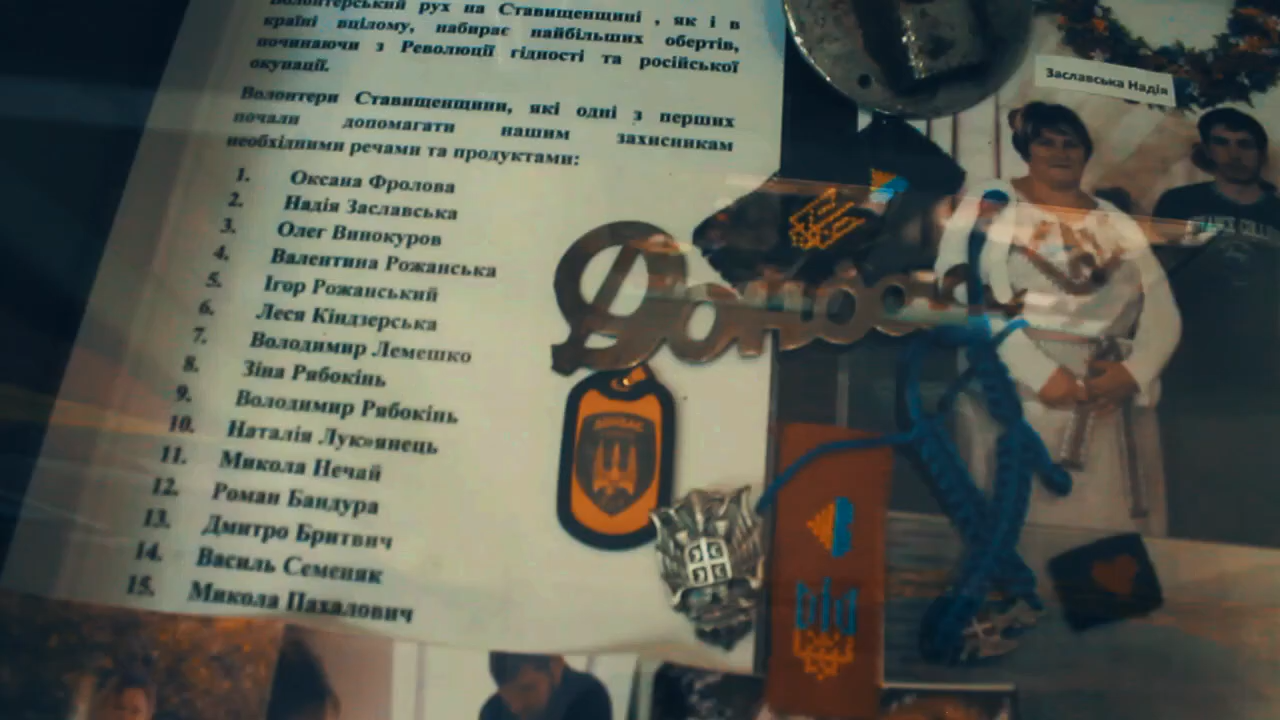 Волонтерський рух на Ставищенщині , як і в
країні вцілому, набирає найбільших обертів,
починаючи з Революції гідності та російської
окупації.
Волонтери Ставищенщини, які одні з перших
почали допомагати нашим захисникам
необхідними речами та продуктами:
1. Оксана Фролова
2. Надія Заславська
3. Олег Винокуров
4. Валентина Рожанська
5. Ігор Рожанський
6. Леся Кіндзерська
7. Володимир Лемешко
8. Зіна Рябокінь
9. Володимир Рябокінь
10. Наталія Лук»янець
11. Микола Нечай
12. Роман Бандура
13. Дмитро Бритвич
14. Василь Семеняк
15. Микола Пахалович
Заславська Надія
Донбас
ДОНБАС